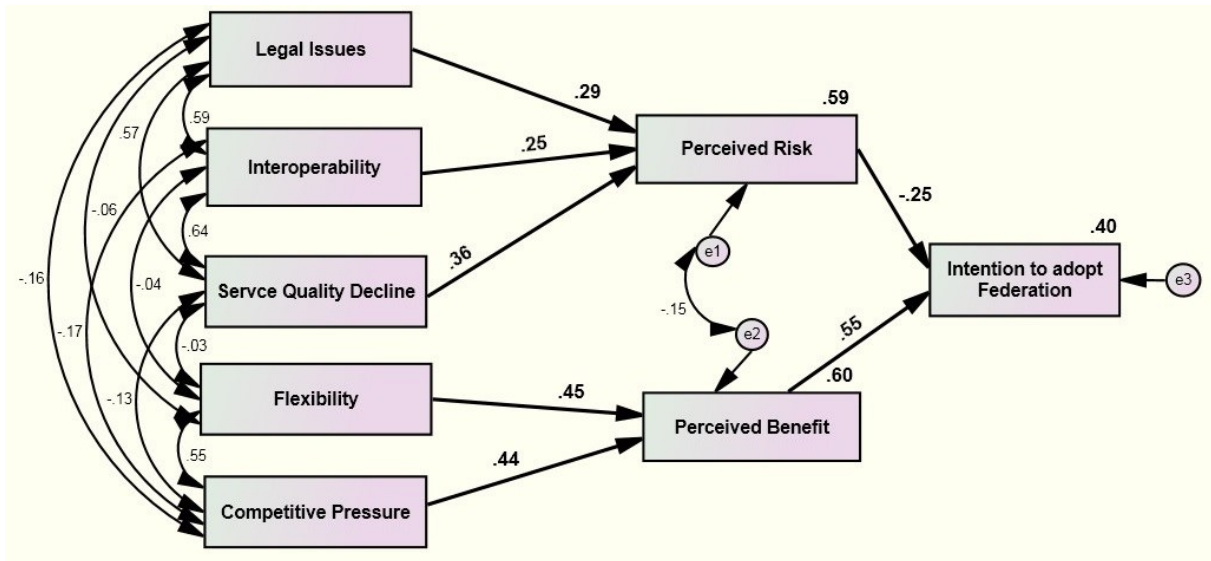 Legal Issues
.29
.59
.59
.57
Interoperability
.25
Perceived Risk
-.06
.64
-.25
.36
.40
e1
-.16
-.04
Servce Quality Decline
Intention to adopt
Federation
e3
-.15
-.17
-.03
e2
.55
-.13
.60
Flexibility
.45
Perceived Benefit
.55
.44
Competitive Pressure